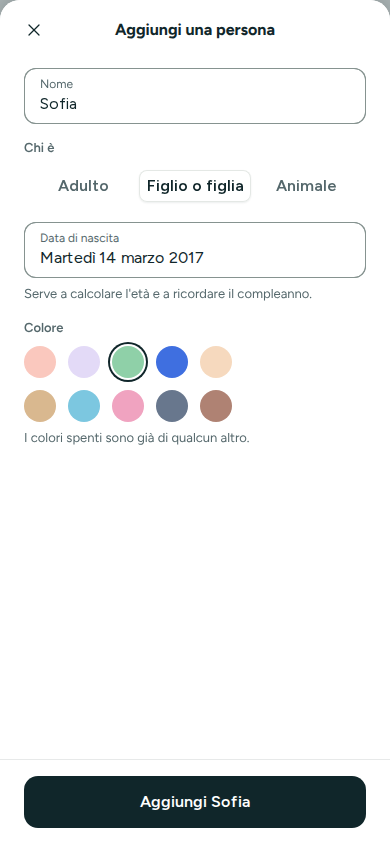 Aggiungi una persona
Nome
Sofia
Chi è
Adulto
Figlio o figlia
Animale
Data di nascita
Martedì 14 marzo 2017
Serve a calcolare l'età e a ricordare il compleanno.
Colore
I colori spenti sono già di qualcun altro.
Aggiungi Sofia